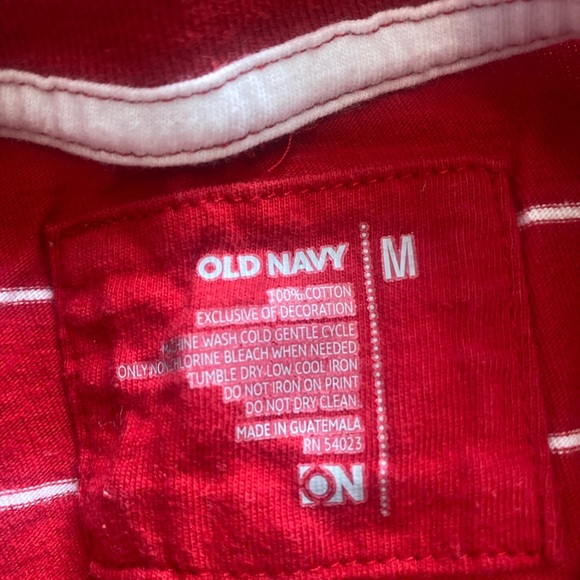 OLD NAVY
M
100% COTTON
EXCLUSIVE OF DECORATION
WASH COLD GENTLE CYCLE
ONLY BLEACH WHEN NEEDED
TUMBLE DRY-LOW COOL IRON
DO NOT IRON ON PRINT
DO NOT DRY CLEAN.
MADE IN GUATEMALA
RN 54023
ON